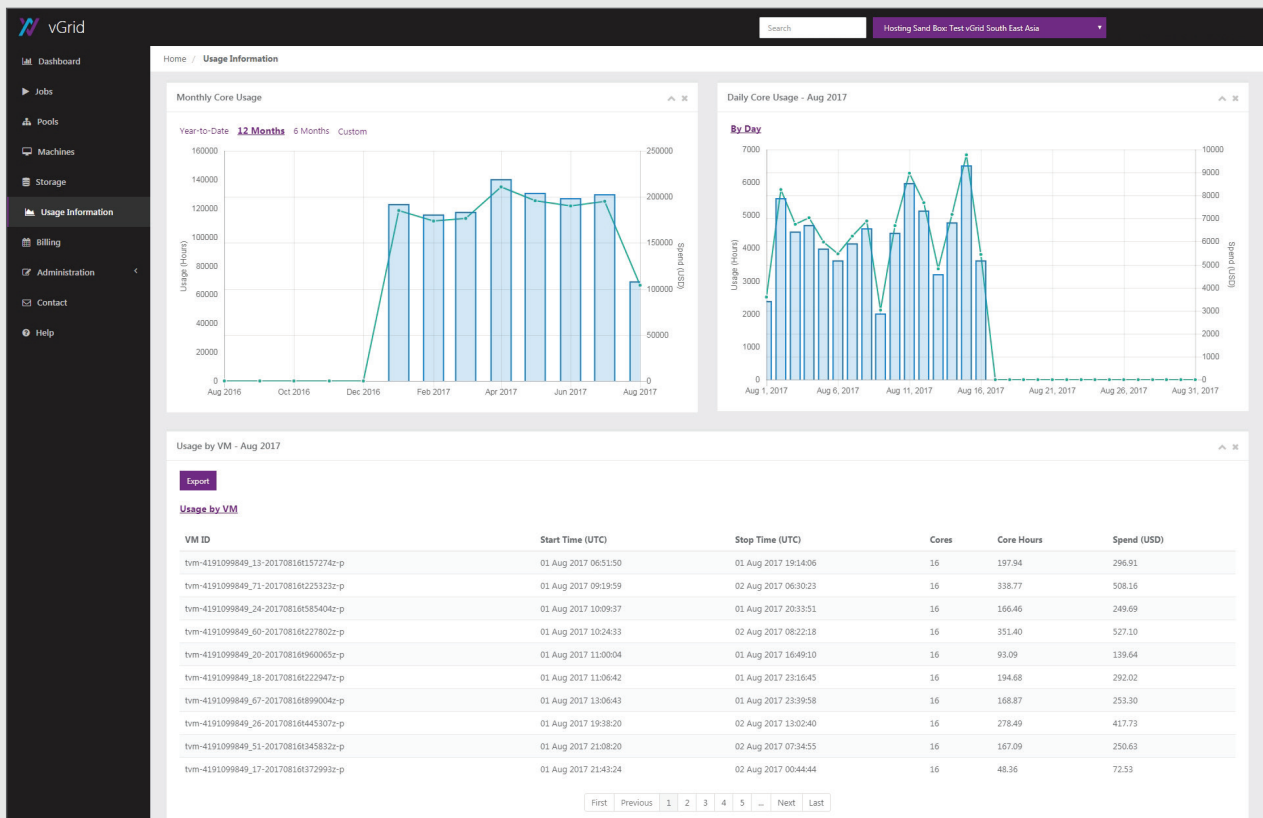 vGrid
Search
Hosting Sand Box: Test vGrid South East Asia
Dashboard
Jobs
Pools
Machines
Storage
Usage Information
Billing
Administration
Contact
Help
Home / Usage Information
Monthly Core Usage
Year-to-Date 12 Months 6 Months Custom
160000
140000
120000
100000
80000
60000
40000
20000
0
Usage (Hours)
250000
200000
150000
100000
50000
0
Spend (USD)
Aug 2016 Oct 2016 Dec 2016 Feb 2017 Apr 2017 Jun 2017 Aug 2017
Daily Core Usage - Aug 2017
By Day
7000
6000
5000
4000
3000
2000
1000
0
Usage (Hours)
10000
9000
8000
7000
6000
5000
4000
3000
2000
1000
0
Spend (USD)
Aug 1, 2017 Aug 6, 2017 Aug 11, 2017 Aug 16, 2017 Aug 21, 2017 Aug 26, 2017 Aug 31, 2017
Usage by VM - Aug 2017
Export
Usage by VM
VM ID Start Time (UTC) Stop Time (UTC) Cores Core Hours Spend (USD)
tvm-4191099849_13-20170816t157274z-p 01 Aug 2017 06:51:50 01 Aug 2017 19:14:06 16 197.94 296.91
tvm-4191099849_71-20170816t225323z-p 01 Aug 2017 09:19:59 02 Aug 2017 06:30:23 16 338.77 508.16
tvm-4191099849_24-20170816t585404z-p 01 Aug 2017 10:09:37 01 Aug 2017 20:33:51 16 166.46 249.69
tvm-4191099849_60-20170816t227802z-p 01 Aug 2017 10:24:33 02 Aug 2017 08:22:18 16 351.40 527.10
tvm-4191099849_20-20170816t960065z-p 01 Aug 2017 11:00:04 01 Aug 2017 16:49:10 16 93.09 139.64
tvm-4191099849_18-20170816t222947z-p 01 Aug 2017 11:06:42 01 Aug 2017 23:16:45 16 194.68 292.02
tvm-4191099849_67-20170816t899004z-p 01 Aug 2017 13:06:43 01 Aug 2017 23:39:58 16 168.87 253.30
tvm-4191099849_26-20170816t445307z-p 01 Aug 2017 19:38:20 02 Aug 2017 13:02:40 16 278.49 417.73
tvm-4191099849_51-20170816t345832z-p 01 Aug 2017 21:08:20 02 Aug 2017 07:34:55 16 167.09 250.63
tvm-4191099849_17-20170816t372993z-p 01 Aug 2017 21:43:24 02 Aug 2017 00:44:44 16 48.36 72.53
First Previous 1 2 3 4 5 ... Next Last